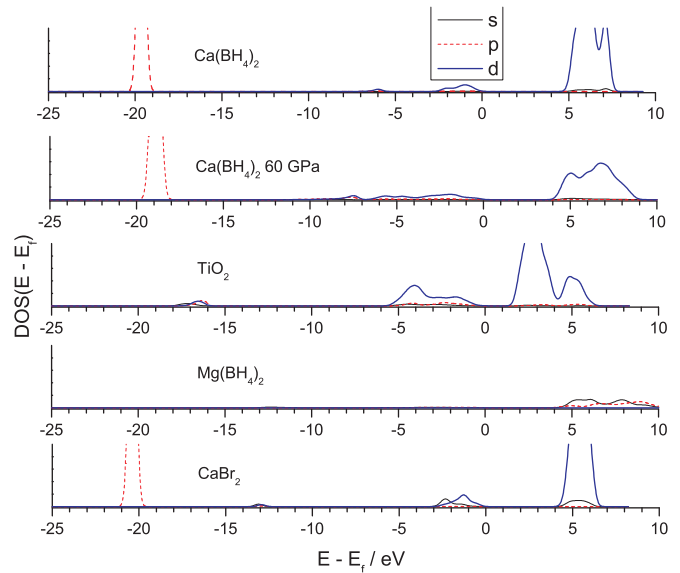 s
p
d
Ca(BH₄)₂
-25 -20 -15 -10 -5 0 5 10
Ca(BH₄)₂ 60 GPa
-25 -20 -15 -10 -5 0 5 10
TiO₂
-25 -20 -15 -10 -5 0 5 10
DOS(E - E_f)
Mg(BH₄)₂
-25 -20 -15 -10 -5 0 5 10
CaBr₂
-25 -20 -15 -10 -5 0 5 10
E - E_f / eV